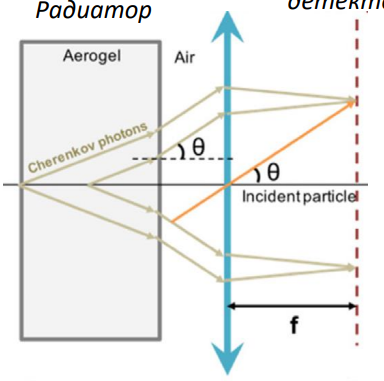 Радиатор
Aerogel
Air
Cherenkov photons
θ
θ
Incident particle
f